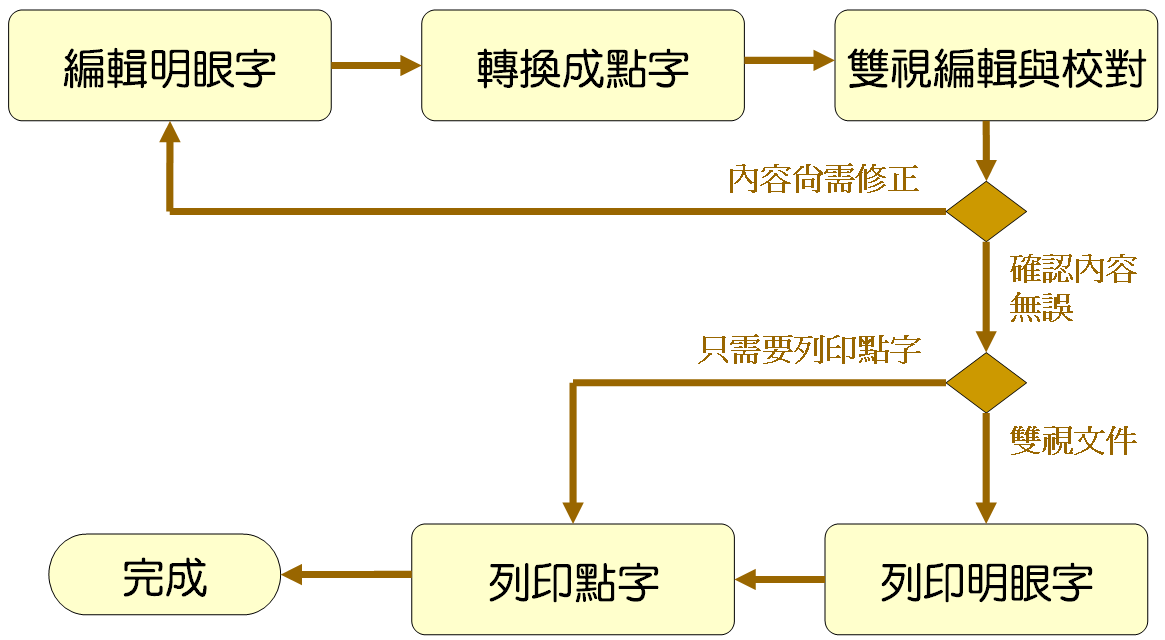 編輯明眼字
轉換成點字
雙視編輯與校對
內容尚需修正
確認內容
無誤
只需要列印點字
雙視文件
完成
列印點字
列印明眼字